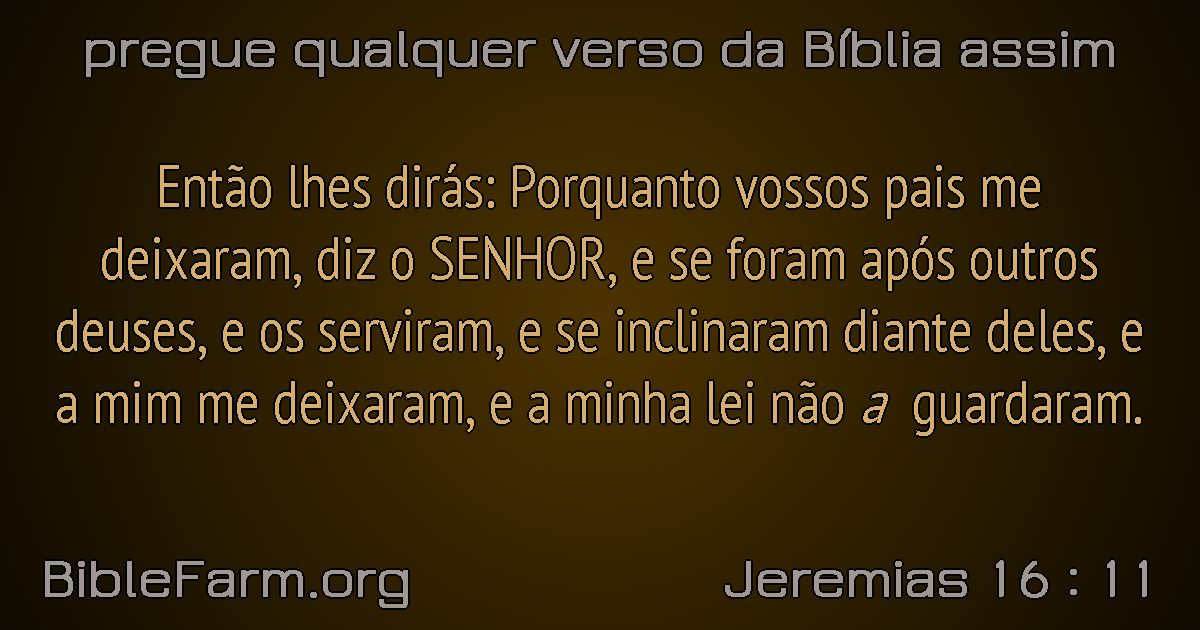 pregue qualquer verso da Bíblia assim
Então lhes dirás: Porquanto vossos pais me
deixaram, diz o SENHOR, e se foram após outros
deuses, e os serviram, e se inclinaram diante deles, e
a mim me deixaram, e a minha lei não a guardaram.
BibleFarm.org
Jeremias 16 : 11